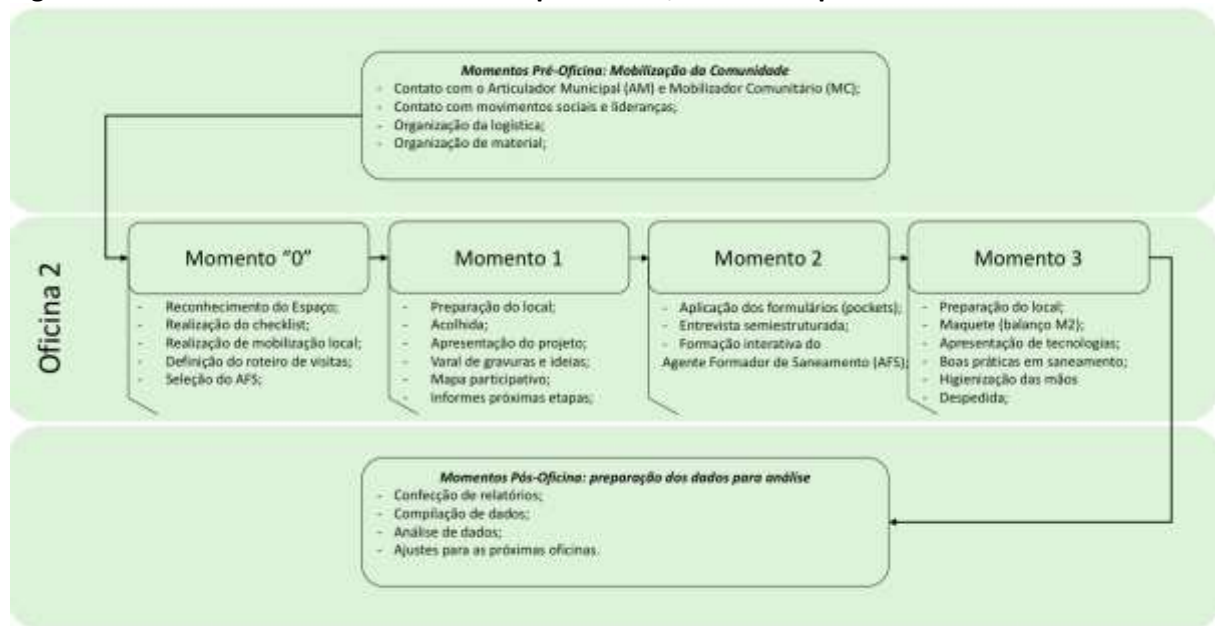 Momentos Pré-Oficina: Mobilização da Comunidade
- Contato com o Articulador Municipal (AM) e Mobilizador Comunitário (MC);
- Contato com movimentos sociais e lideranças;
- Organização da logística;
- Organização de material;
Oficina 2
Momento "0"
- Reconhecimento do Espaço;
- Realização do checklist;
- Realização de mobilização local;
- Definição do roteiro de visitas;
- Seleção do AFS;
Momento 1
- Preparação do local;
- Acolhida;
- Apresentação do projeto;
- Varal de gravuras e ideias;
- Mapa participativo;
- Informes próximas etapas;
Momento 2
- Aplicação dos formulários (pockets);
- Entrevista semiestruturada;
- Formação interativa do
Agente Formador de Saneamento (AFS);
Momento 3
- Preparação do local;
- Maquete (balanço M2);
- Apresentação de tecnologias;
- Boas práticas em saneamento;
- Higienização das mãos
- Despedida;
Momentos Pós-Oficina: preparação dos dados para análise
- Confecção de relatórios;
- Compilação de dados;
- Análise de dados;
- Ajustes para as próximas oficinas.